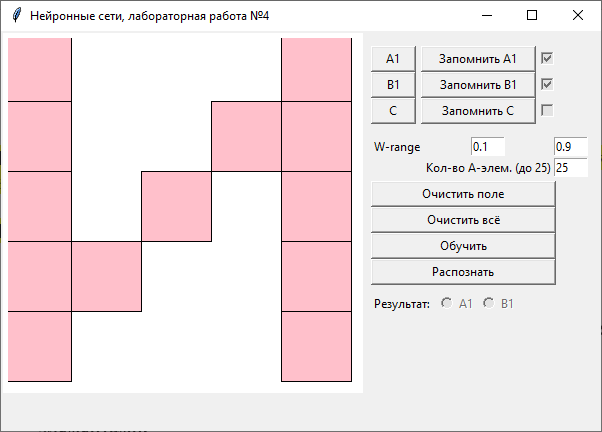 Нейронные сети, лабораторная работа №4
A1 Запомнить A1
B1 Запомнить B1
C Запомнить C
W-range 0.1 0.9
Кол-во А-элем. (до 25) 25
Очистить поле
Очистить всё
Обучить
Распознать
Результат: A1 B1